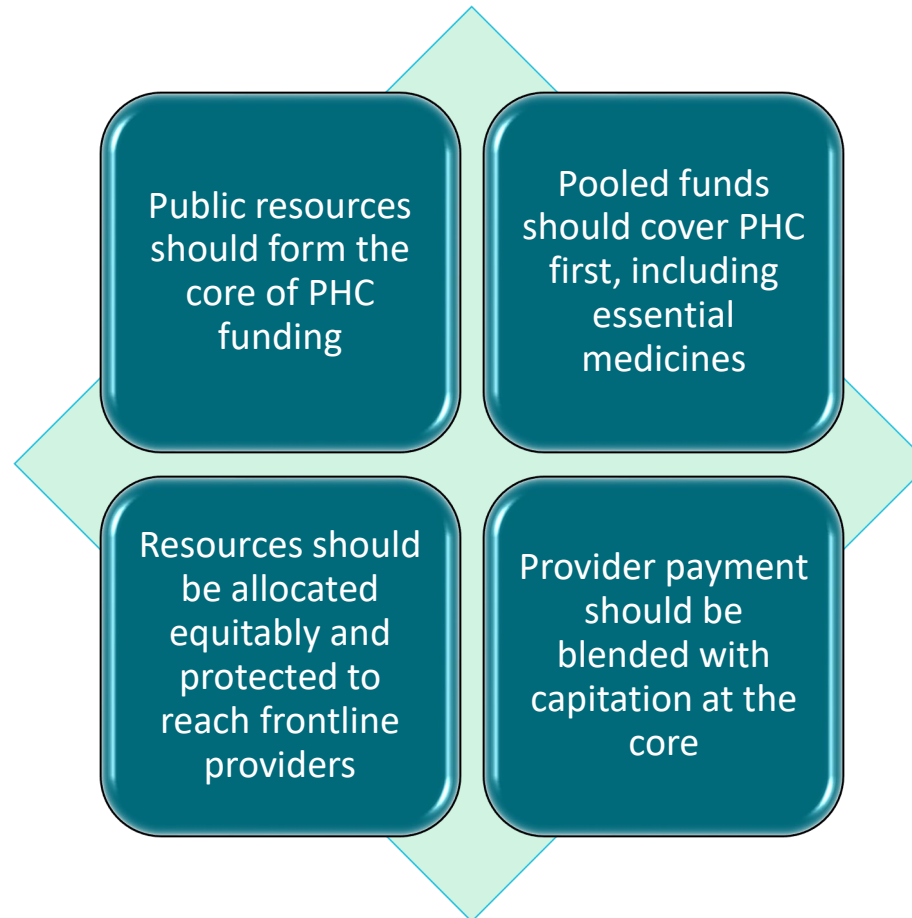 Public resources
should form the
core of PHC
funding
Pooled funds
should cover PHC
first, including
essential
medicines
Resources should
be allocated
equitably and
protected to
reach frontline
providers
Provider payment
should be
blended with
capitation at the
core